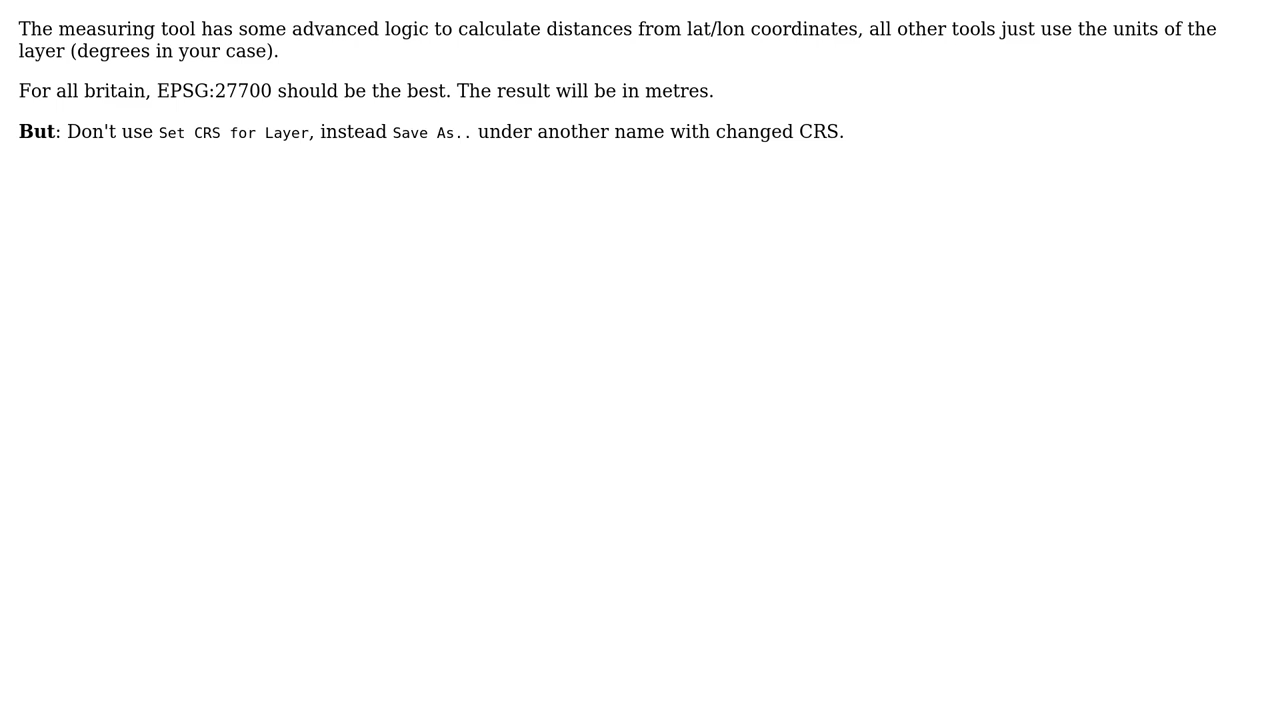 The measuring tool has some advanced logic to calculate distances from lat/lon coordinates, all other tools just use the units of the
layer (degrees in your case).
For all britain, EPSG:27700 should be the best. The result will be in metres.
But: Don't use Set CRS for Layer, instead Save As.. under another name with changed CRS.